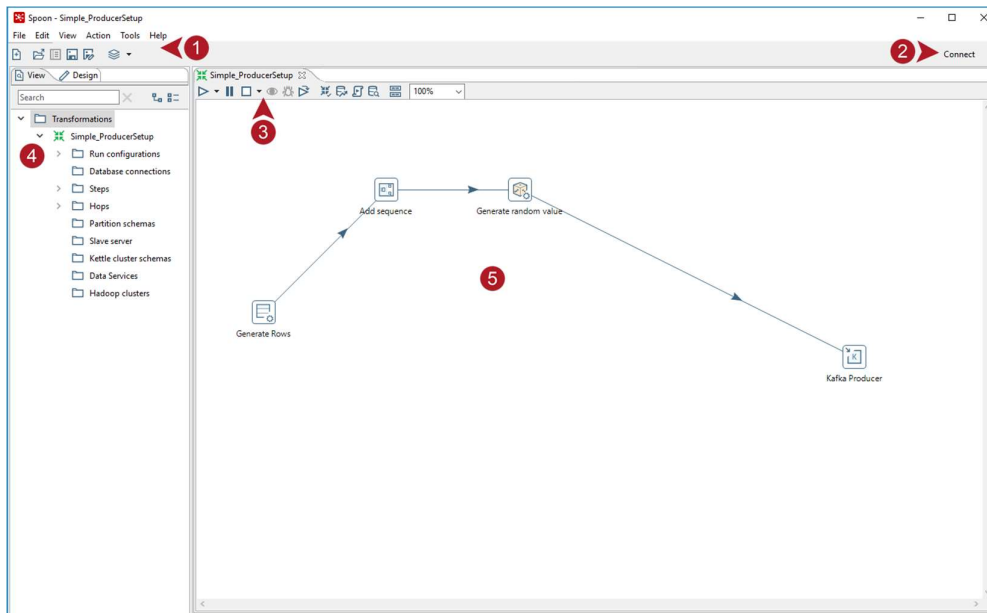 Spoon - Simple_ProducerSetup
File Edit View Action Tools Help
1
2
Connect
View Design
Simple_ProducerSetup
Search
100%
3
Transformations
Simple_ProducerSetup
4
Run configurations
Database connections
Steps
Hops
Partition schemas
Slave server
Kettle cluster schemas
Data Services
Hadoop clusters
Add sequence
Generate random value
5
Generate Rows
K
Kafka Producer